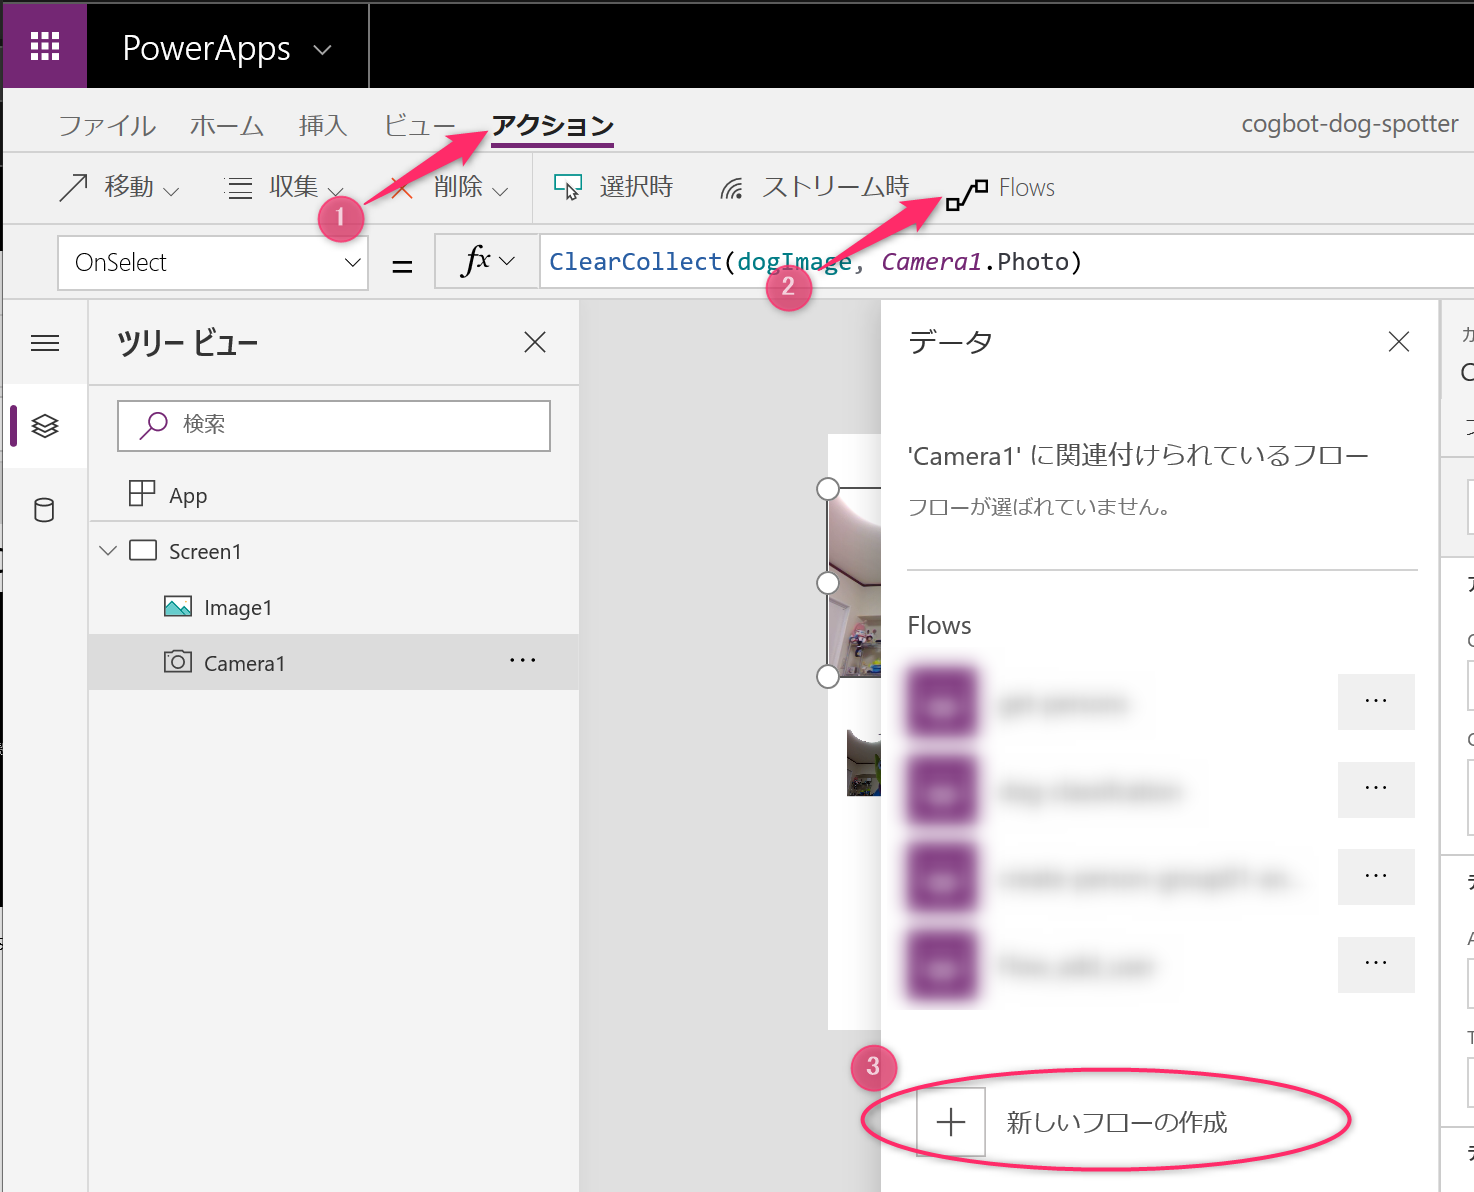 PowerApps
ファイル ホーム 挿入 ビュー アクション cogbot-dog-spotter
移動 収集 削除 選択時 ストリーム時 Flows
1
OnSelect = fx ClearCollect(dogImage, Camera1.Photo)
2
ツリー ビュー
データ
検索
'Camera1' に関連付けられているフロー
App
フローが選ばれていません。
Screen1
Image1
Flows
Camera1 ...
...
...
...
...
3
新しいフローの作成